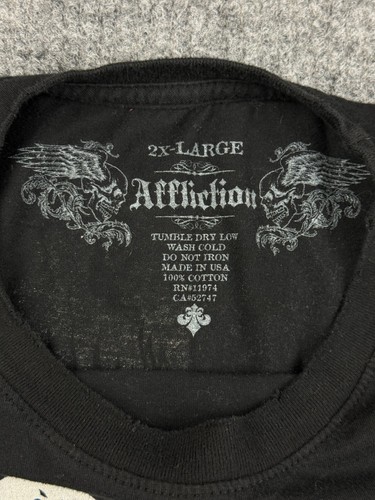 2X-LARGE
Affliction
TUMBLE DRY LOW
WASH COLD
DO NOT IRON
MADE IN USA
100% COTTON
RN#11974
CA#52747